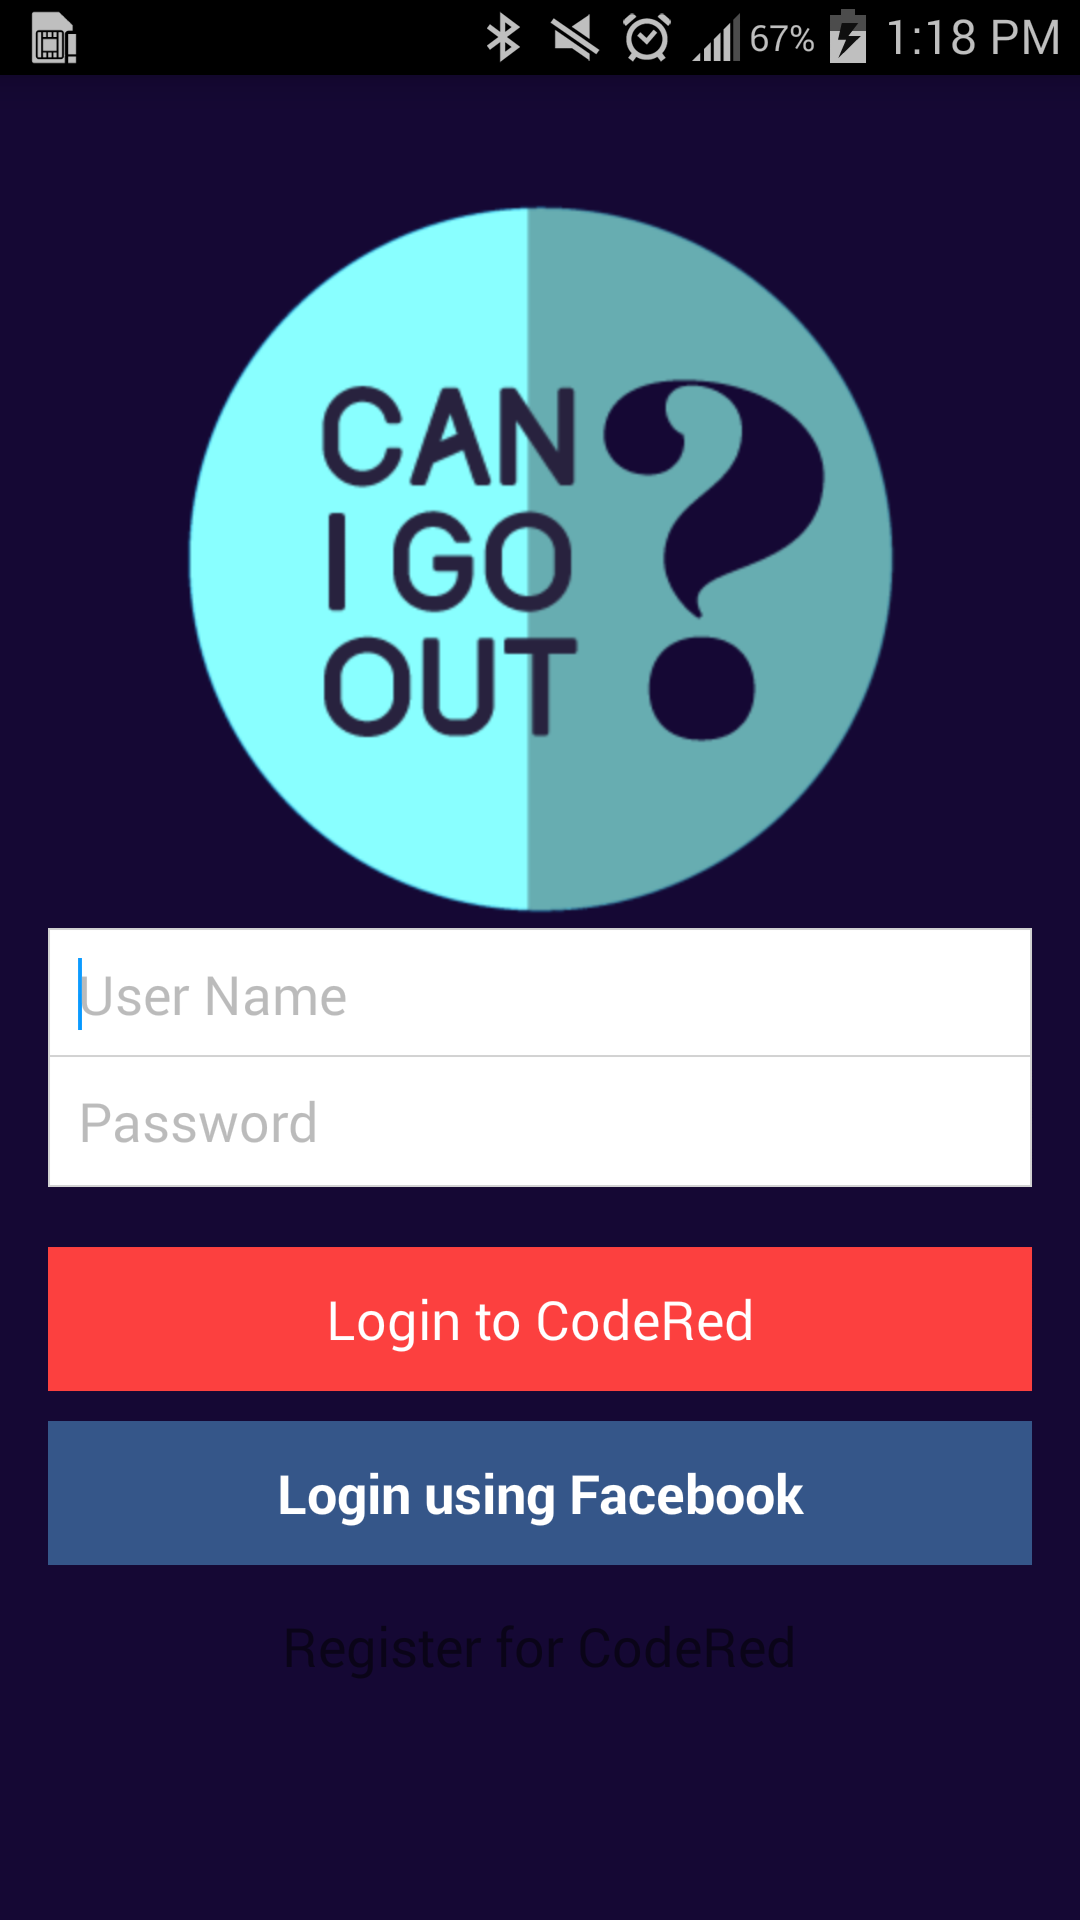 67% 1:18 PM
CAN
I GO
OUT ?
User Name
Password
Login to CodeRed
Login using Facebook
Register for CodeRed